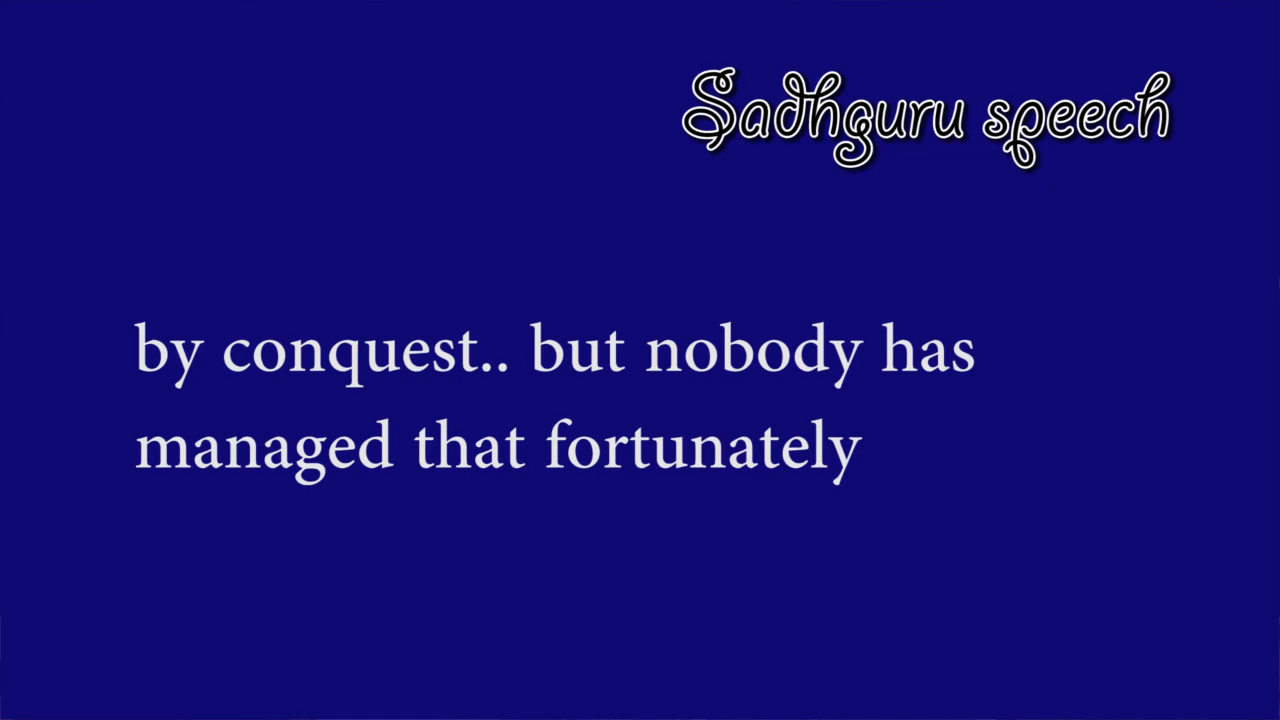 Sadhguru speech
by conquest.. but nobody has
managed that fortunately